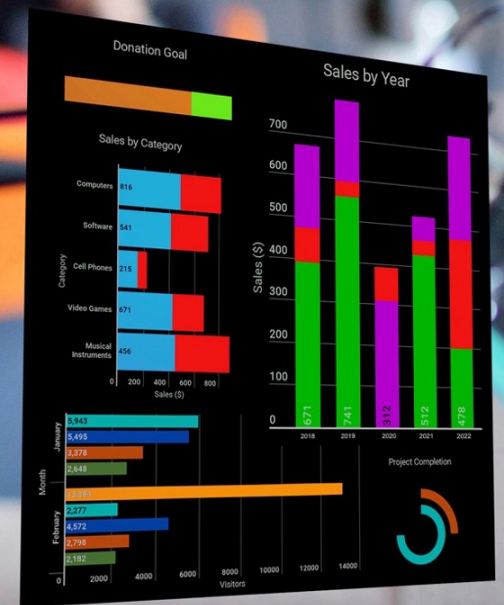 Donation Goal
Sales by Year
Sales by Category
Category
Computers 816
Software 541
Cell Phones 215
Video Games 671
Musical
Instruments 456
0 200 400 600 800
Sales ($)
Sales ($)
700
600
500
400
300
200
100
0
671 741 312 512 478
2018 2019 2020 2021 2022
Month
January
5,943
5,495
3,378
2,648
February
2,277
4,572
2,798
2,182
0 2000 4000 6000 8000 10000 12000 14000
Visitors
Project Completion